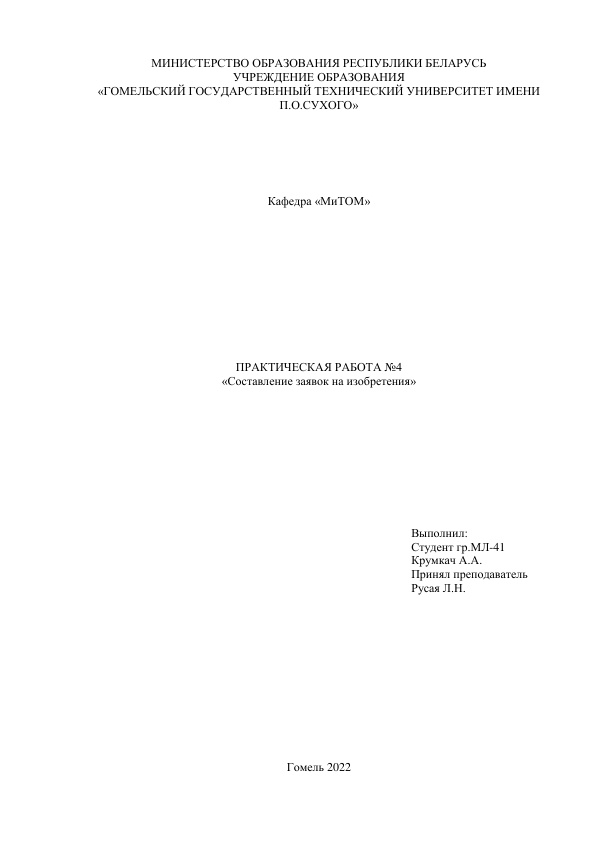 МИНИСТЕРСТВО ОБРАЗОВАНИЯ РЕСПУБЛИКИ БЕЛАРУСЬ
УЧРЕЖДЕНИЕ ОБРАЗОВАНИЯ
«ГОМЕЛЬСКИЙ ГОСУДАРСТВЕННЫЙ ТЕХНИЧЕСКИЙ УНИВЕРСИТЕТ ИМЕНИ
П.О.СУХОГО»
Кафедра «МиТОМ»
ПРАКТИЧЕСКАЯ РАБОТА №4
«Составление заявок на изобретения»
Выполнил:
Студент гр.МЛ-41
Крумкач А.А.
Принял преподаватель
Русая Л.Н.
Гомель 2022